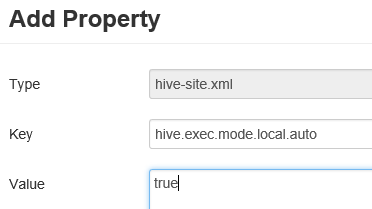 Add Property
Type hive-site.xml
Key hive.exec.mode.local.auto
Value true